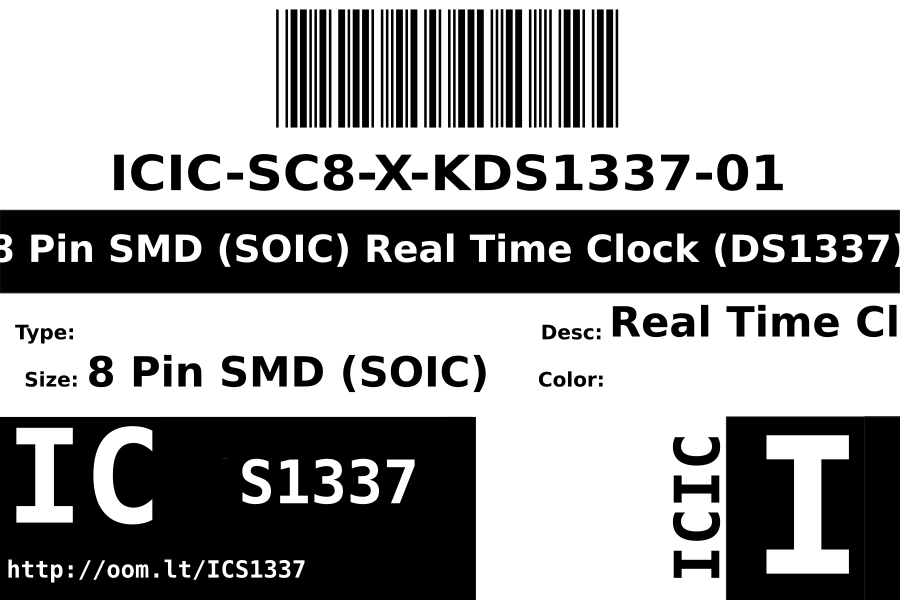 ICIC-SC8-X-KDS1337-01
8 Pin SMD (SOIC) Real Time Clock (DS1337)
Type:
Desc: Real Time Cl
Size: 8 Pin SMD (SOIC)
Color:
IC S1337
http://oom.lt/ICS1337
ICIC
I